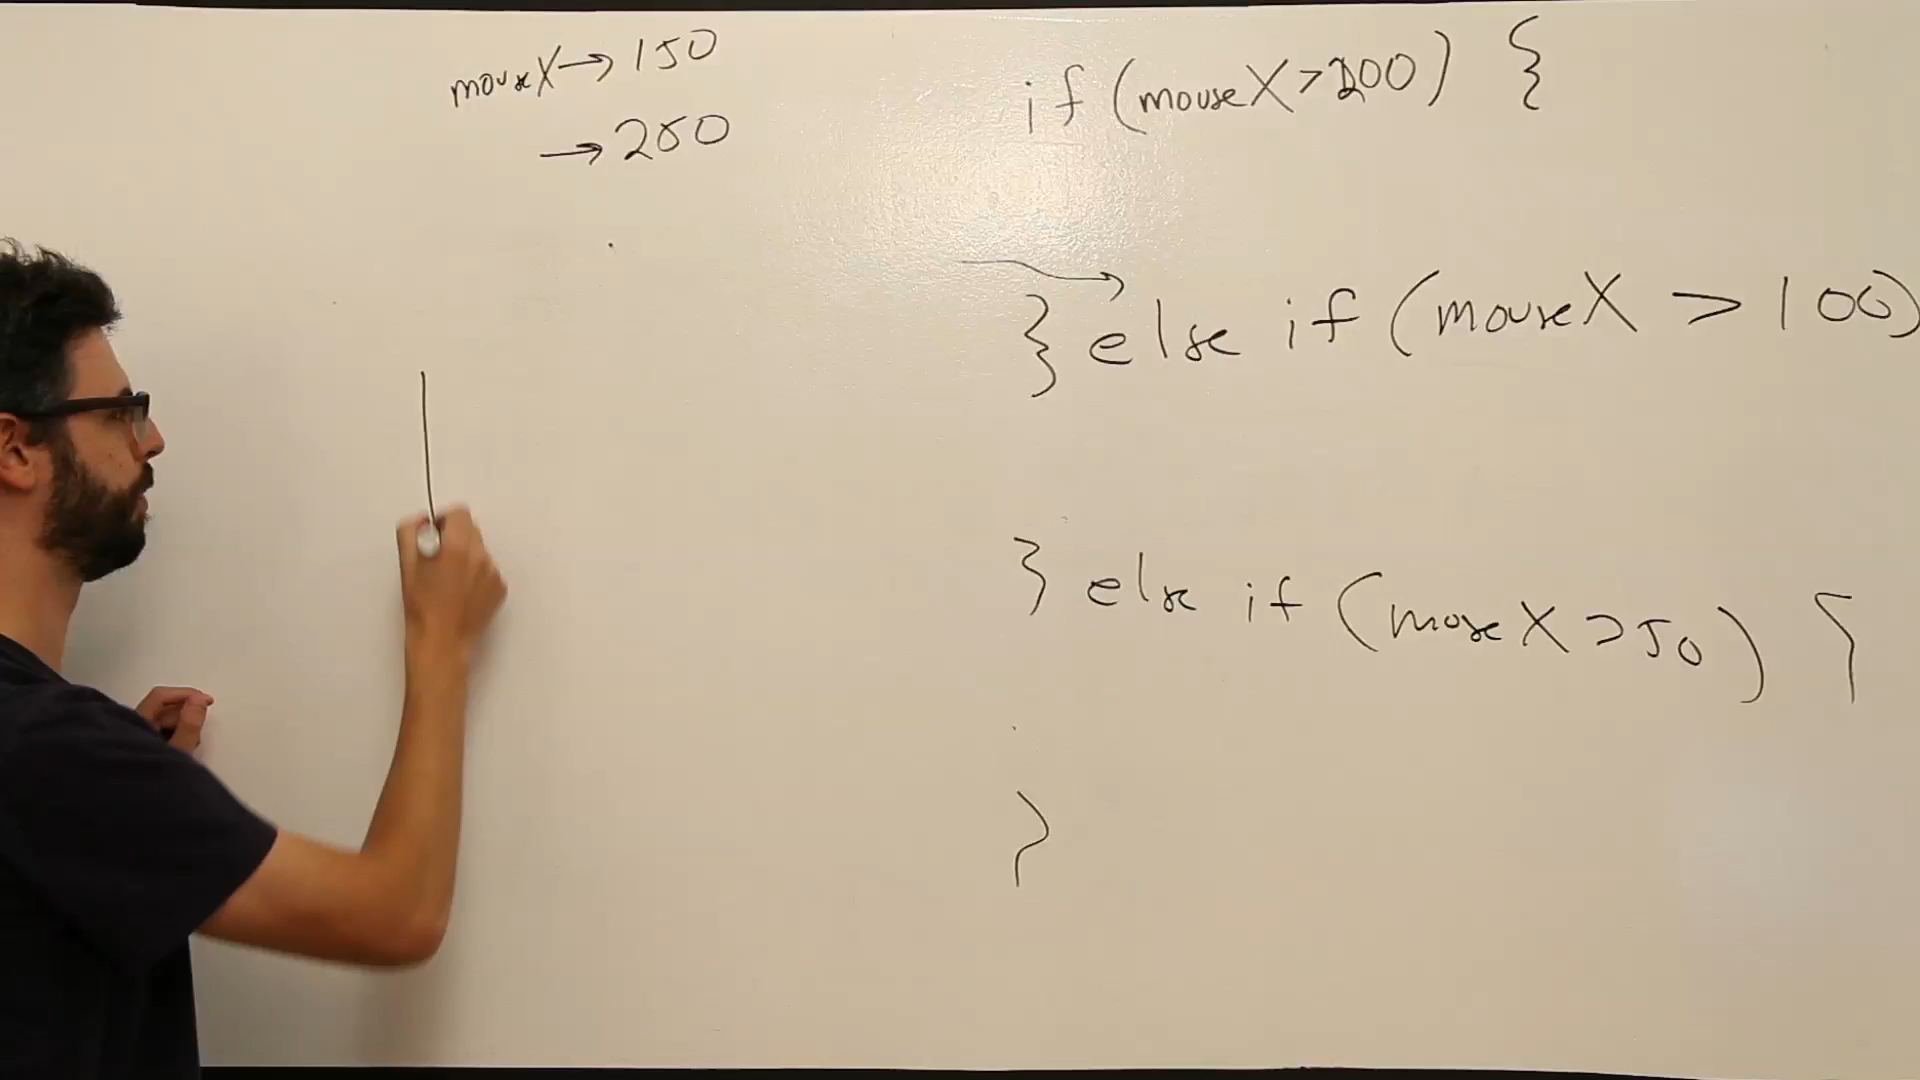 mouseX → 150
→ 250
if (mouseX > 200) {
} else if (mouseX > 100)
} else if (mouseX > 50) {
}